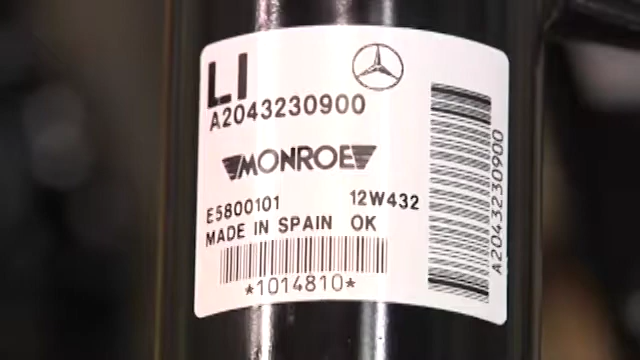 LI
A2043230900
MONROE
E5800101 12W432
MADE IN SPAIN OK
*1014810*
A2043230900